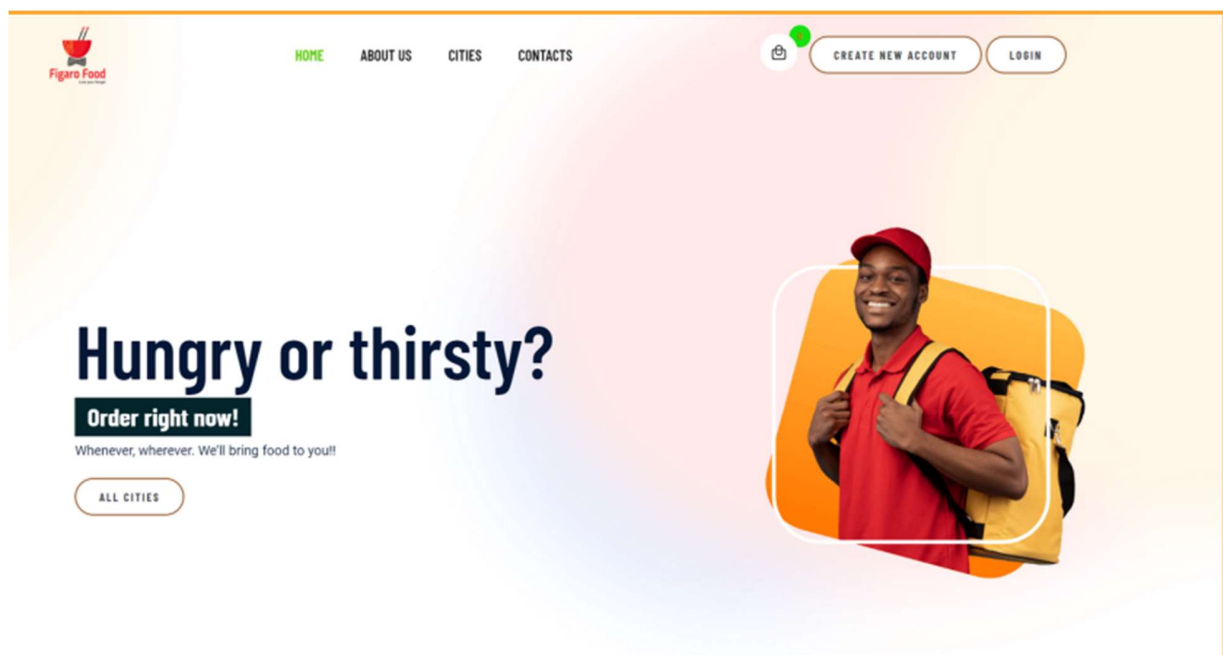 Figaro Food
HOME ABOUT US CITIES CONTACTS
CREATE NEW ACCOUNT LOGIN
Hungry or thirsty?
Order right now!
Whenever, wherever. We'll bring food to you!!
ALL CITIES